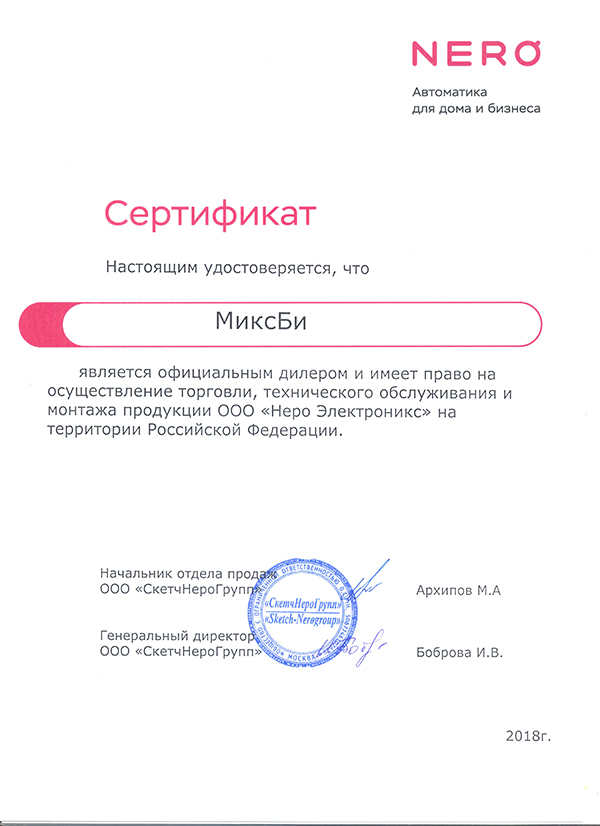 NERO
Автоматика
для дома и бизнеса
Сертификат
Настоящим удостоверяется, что
МиксБи
является официальным дилером и имеет право на
осуществление торговли, технического обслуживания и
монтажа продукции ООО «Неро Электроникс» на
территории Российской Федерации.
Начальник отдела продаж
ООО «СкетчНероГрупп»
Архипов М.А
ОБЩЕСТВО С ОГРАНИЧЕННОЙ ОТВЕТСТВЕННОСТЬЮ
«СкетчНероГрупп»
«Sketch-Nerogroup»
МОСКВА
Генеральный директор
ООО «СкетчНероГрупп»
Боброва И.В.
2018г.